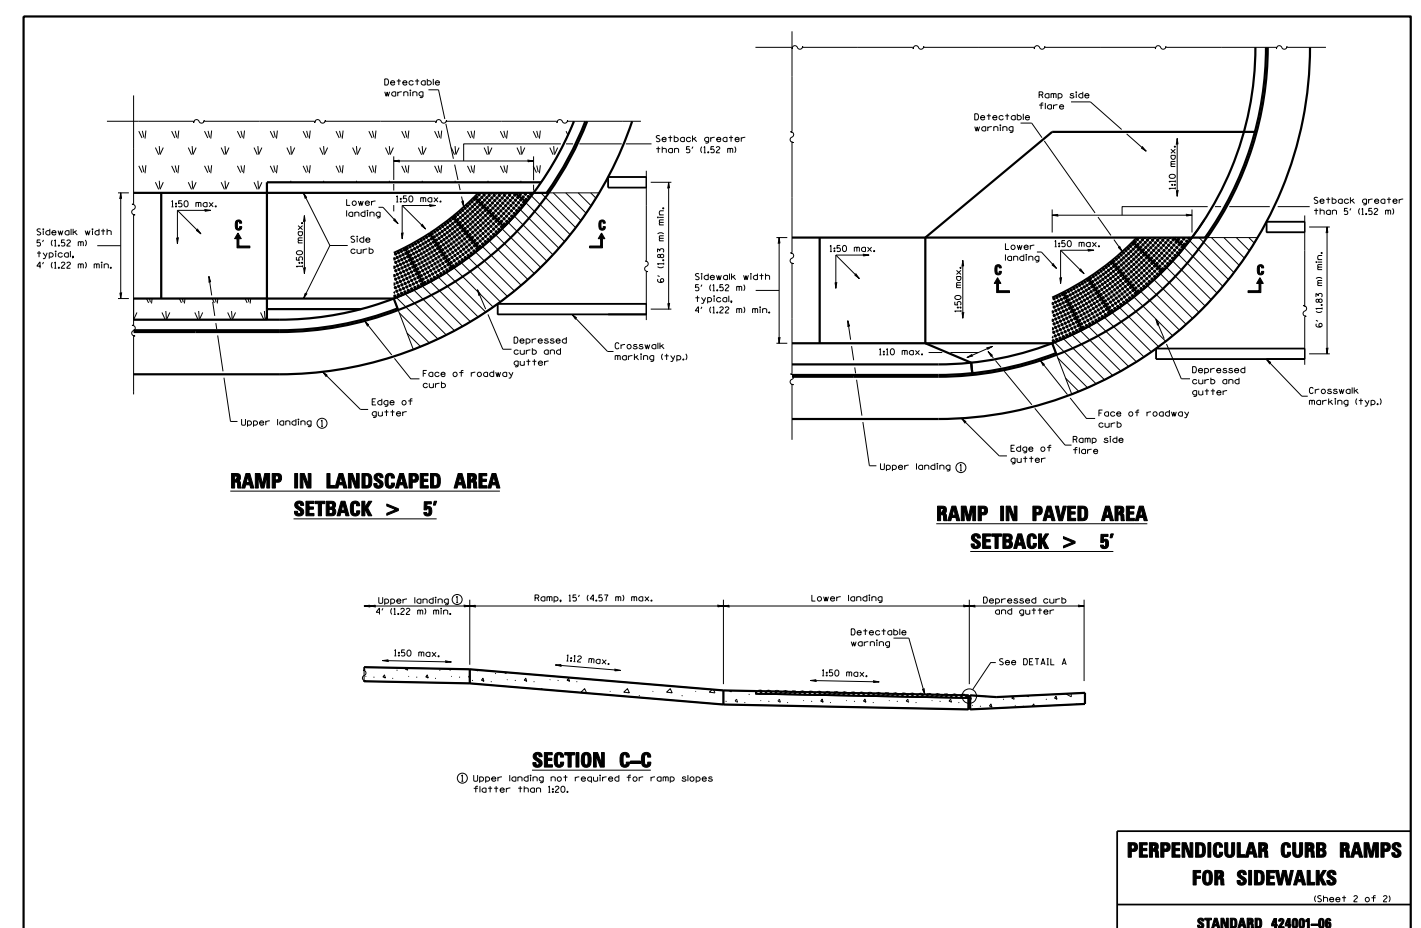 Detectable
warning
Setback greater
than 5' (1.52 m)
1:50 max.
Lower
landing
1:50 max.
C
C
Side
curb
1:50 max.
Sidewalk width
5' (1.52 m)
typical,
4' (1.22 m) min.
6' (1.83 m) min.
Depressed
curb and
gutter
Crosswalk
marking (typ.)
Face of roadway
curb
Edge of
gutter
Upper landing ①
RAMP IN LANDSCAPED AREA
SETBACK > 5'
Ramp side
flare
Detectable
warning
1:10 max.
Setback greater
than 5' (1.52 m)
1:50 max.
Lower
landing
1:50 max.
C
C
1:50 max.
Sidewalk width
5' (1.52 m)
typical,
4' (1.22 m) min.
6' (1.83 m) min.
1:10 max.
Depressed
curb and
gutter
Crosswalk
marking (typ.)
Face of roadway
curb
Ramp side
flare
Edge of
gutter
Upper landing ①
RAMP IN PAVED AREA
SETBACK > 5'
Upper landing ①
4' (1.22 m) min.
Ramp, 15' (4.57 m) max.
Lower landing
Depressed curb
and gutter
Detectable
warning
See DETAIL A
1:50 max.
1:12 max.
1:50 max.
SECTION C–C
① Upper landing not required for ramp slopes
flatter than 1:20.
PERPENDICULAR CURB RAMPS
FOR SIDEWALKS
(Sheet 2 of 2)
STANDARD 424001–06